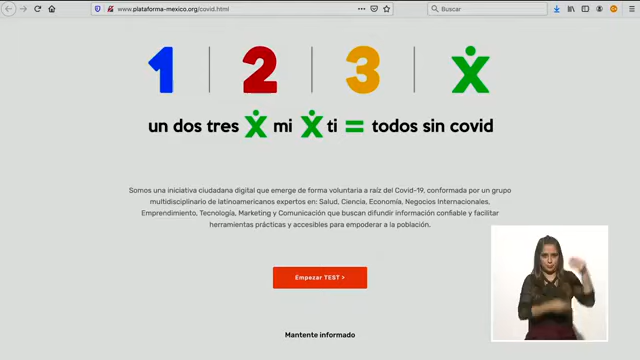 www.plataforma-mexico.org/covid.html
Buscar
1 2 3 X
un dos tres X mi X ti = todos sin covid
Somos una iniciativa ciudadana digital que emerge de forma voluntaria a raíz del Covid-19, conformada por un grupo
multidisciplinario de latinoamericanos expertos en: Salud, Ciencia, Economía, Negocios Internacionales,
Emprendimiento, Tecnología, Marketing y Comunicación que buscan difundir información confiable y facilitar
herramientas prácticas y accesibles para empoderar a la población.
Empezar TEST >
Mantente informado